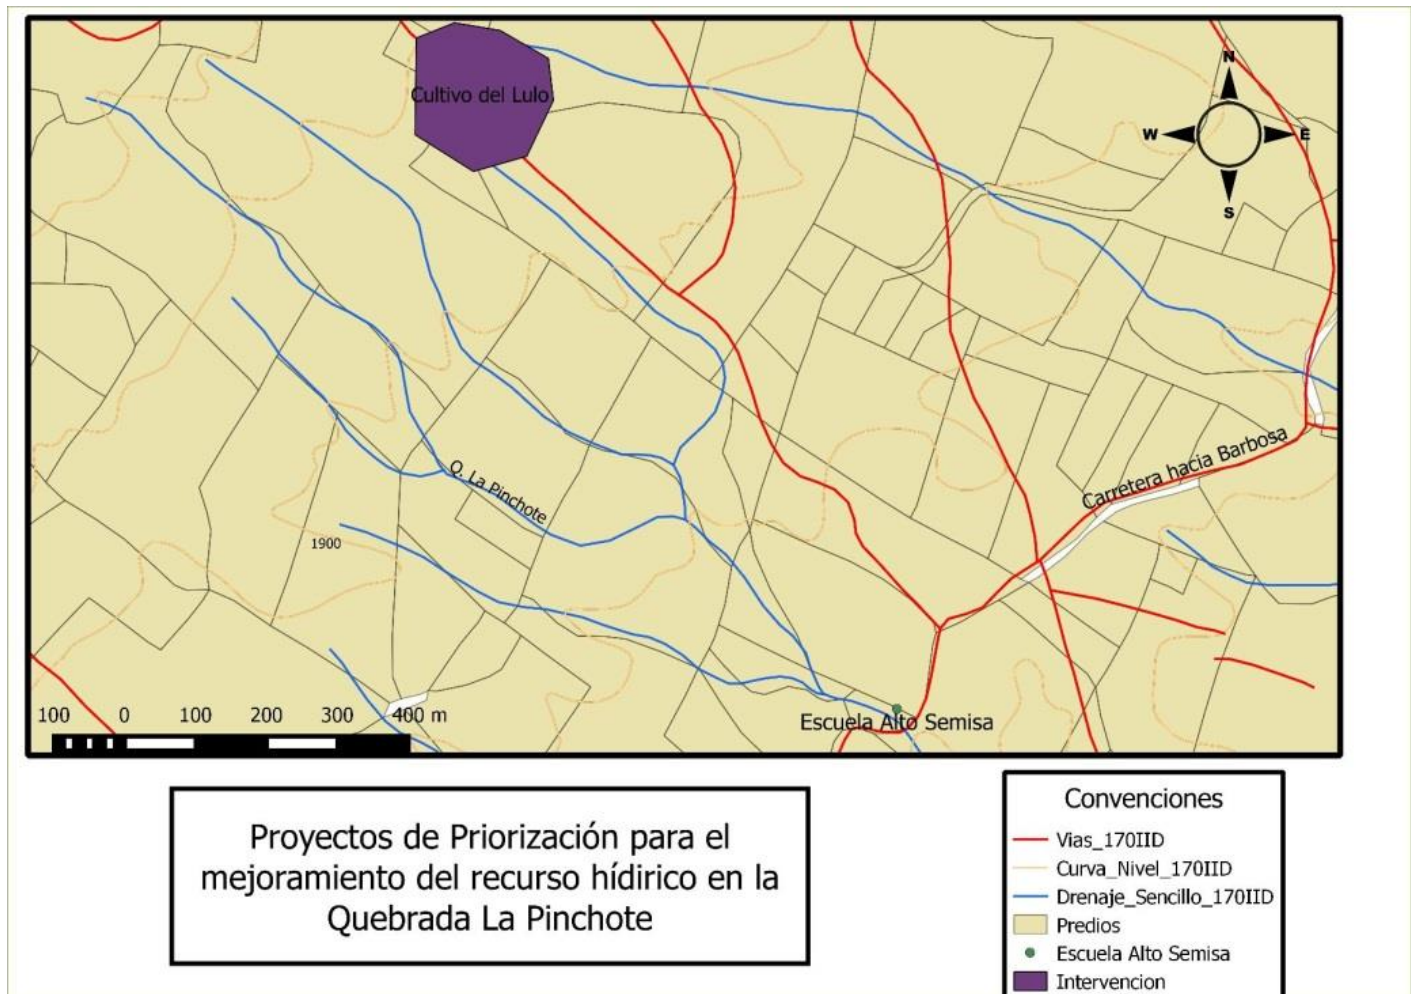 Cultivo del Lulo
N
W
E
S
Carretera hacia Barbosa
Q. La Pinchote
1900
100 0 100 200 300 400 m
Escuela Alto Semisa
Proyectos de Priorización para el
mejoramiento del recurso hídirico en la
Quebrada La Pinchote
Convenciones
Vias_170IID
Curva_Nivel_170IID
Drenaje_Sencillo_170IID
Predios
Escuela Alto Semisa
Intervencion